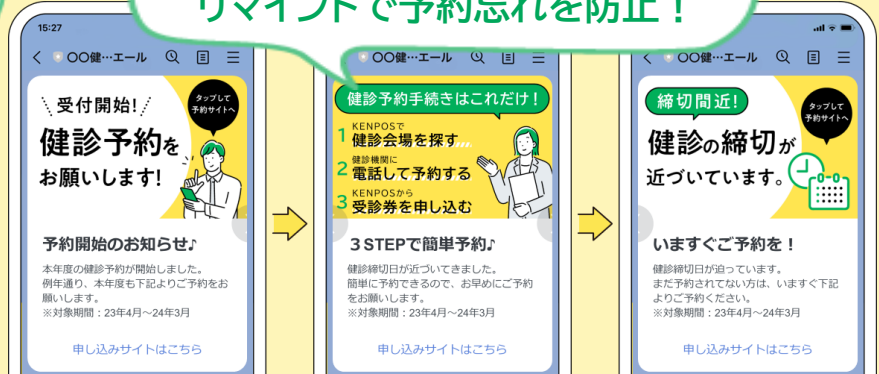 リマインドで予約忘れを防止！
15:27
〇〇健…エール
受付開始!
健診予約を
お願いします!
タップして
予約サイトへ
予約開始のお知らせ♪
本年度の健診予約が開始しました。
例年通り、本年度も下記よりご予約をお
願いします。
※対象期間：23年4月～24年3月
申し込みサイトはこちら
〇〇健…エール
健診予約手続きはこれだけ！
1 KENPOSで
健診会場を探す
2 健診機関に
電話して予約する
3 KENPOSから
受診券を申し込む
３STEPで簡単予約♪
健診締切日が近づいてきました。
簡単に予約できるので、お早めにご予約
をお願いします。
※対象期間：23年4月～24年3月
申し込みサイトはこちら
〇〇健…エール
締切間近!
健診の締切が
近づいています。
タップして
予約サイトへ
いますぐご予約を！
健診締切日が迫っています。
まだ予約されてない方は、いますぐ下記
よりご予約ください。
※対象期間：23年4月～24年3月
申し込みサイトはこちら